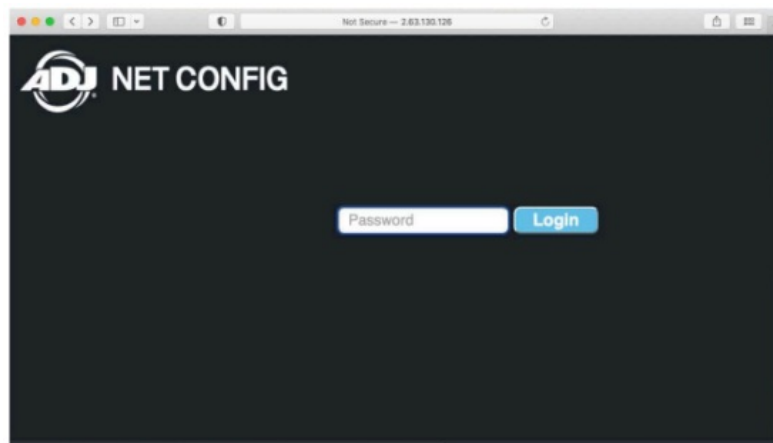 Not Secure — 2.63.130.126
ADJ NET CONFIG
Password Login